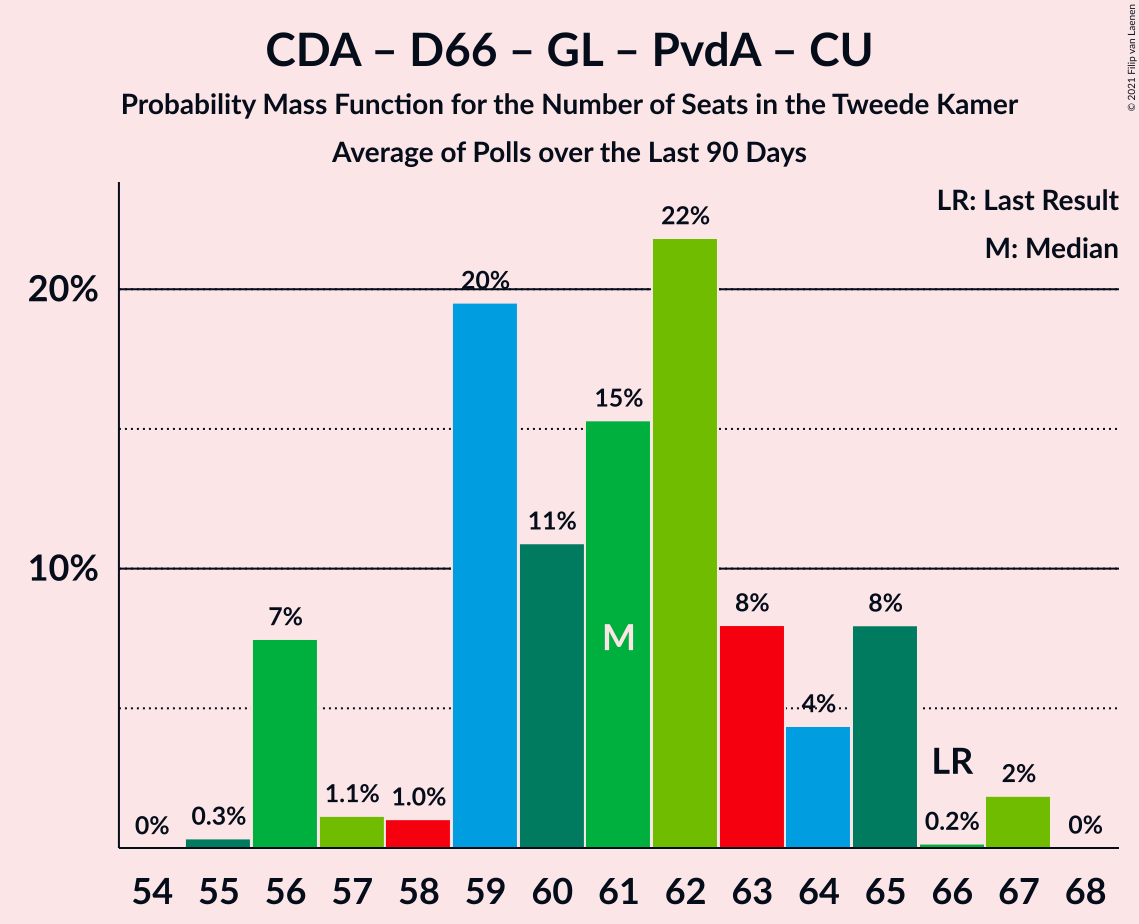 CDA – D66 – GL – PvdA – CU
Probability Mass Function for the Number of Seats in the Tweede Kamer
Average of Polls over the Last 90 Days
© 2021 Filip van Laenen
LR: Last Result
M: Median
22%
20%
20%
15%
11%
10%
M
7%
8%
8%
4%
LR
0%
0.3%
1.1%
1.0%
0.2%
2%
0%
54 55 56 57 58 59 60 61 62 63 64 65 66 67 68